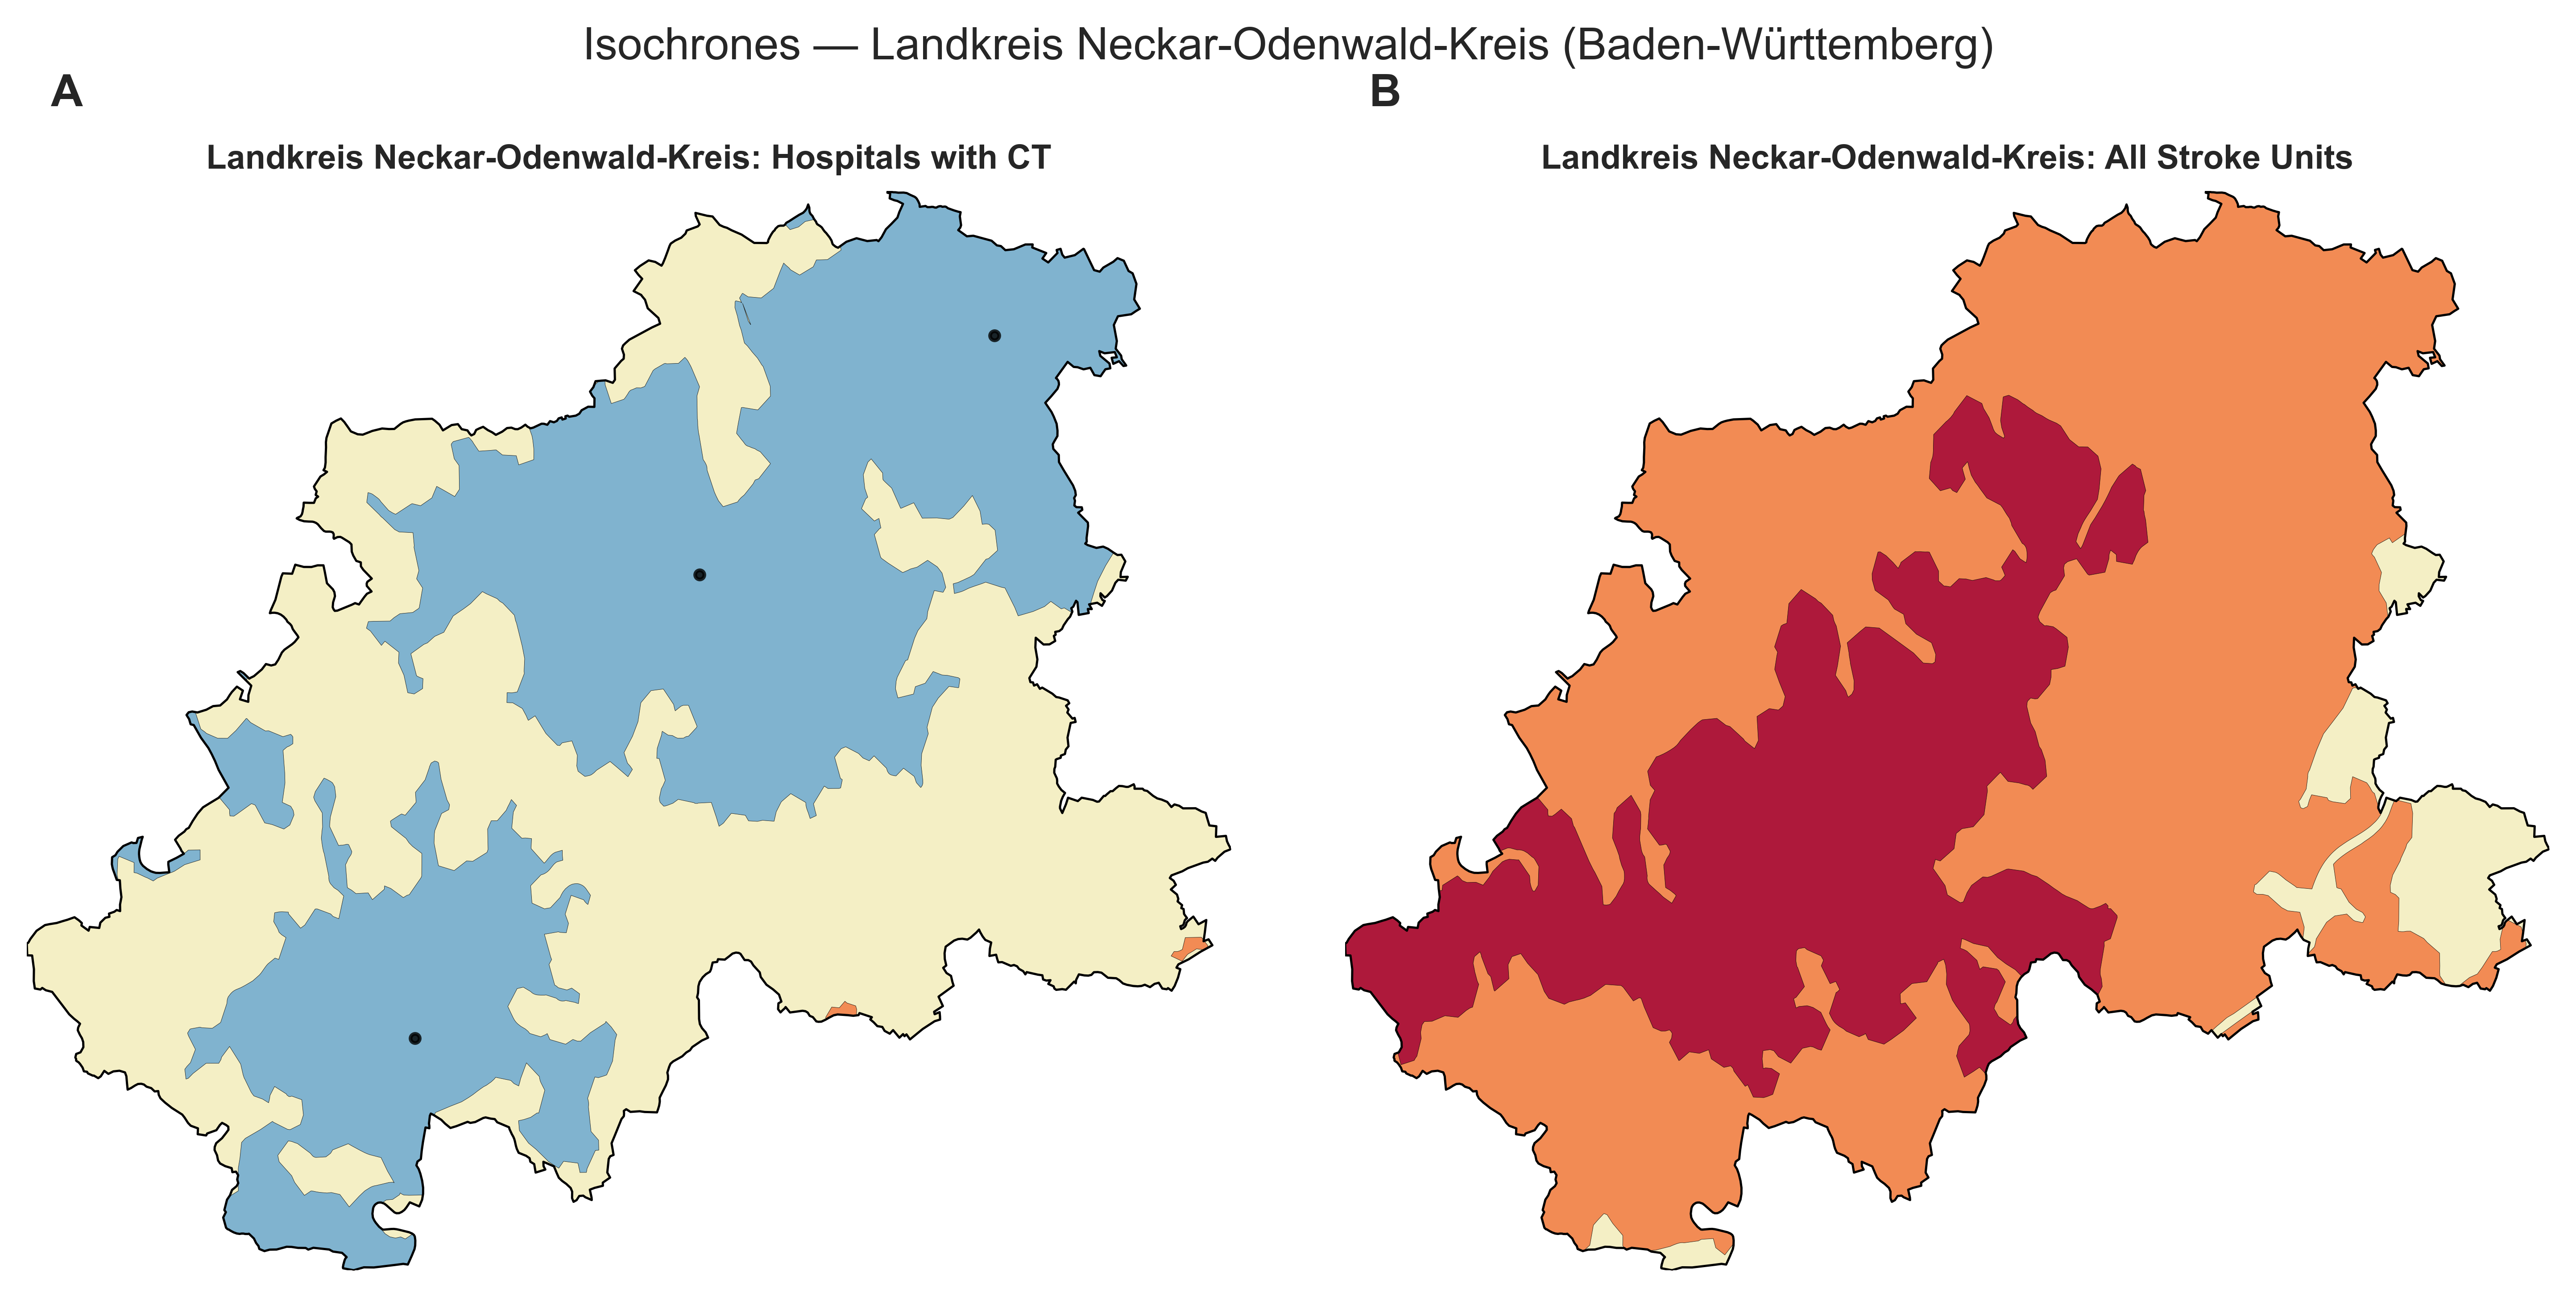 Isochrones — Landkreis Neckar-Odenwald-Kreis (Baden-Württemberg)
A
B
Landkreis Neckar-Odenwald-Kreis: Hospitals with CT
Landkreis Neckar-Odenwald-Kreis: All Stroke Units